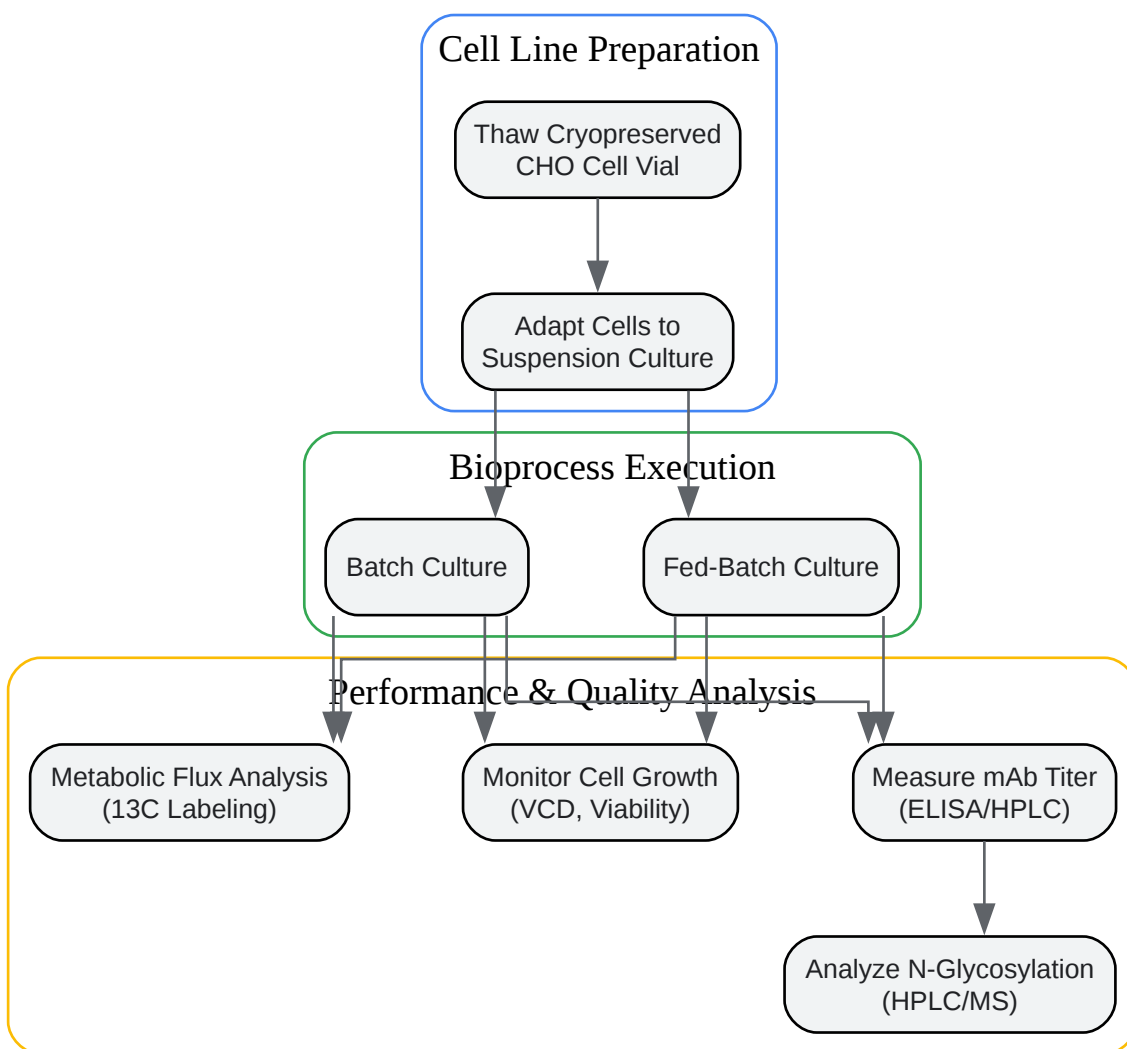 Cell Line Preparation
Thaw Cryopreserved
CHO Cell Vial
Adapt Cells to
Suspension Culture
Bioprocess Execution
Batch Culture
Fed-Batch Culture
Performance & Quality Analysis
Metabolic Flux Analysis
(13C Labeling)
Monitor Cell Growth
(VCD, Viability)
Measure mAb Titer
(ELISA/HPLC)
Analyze N-Glycosylation
(HPLC/MS)